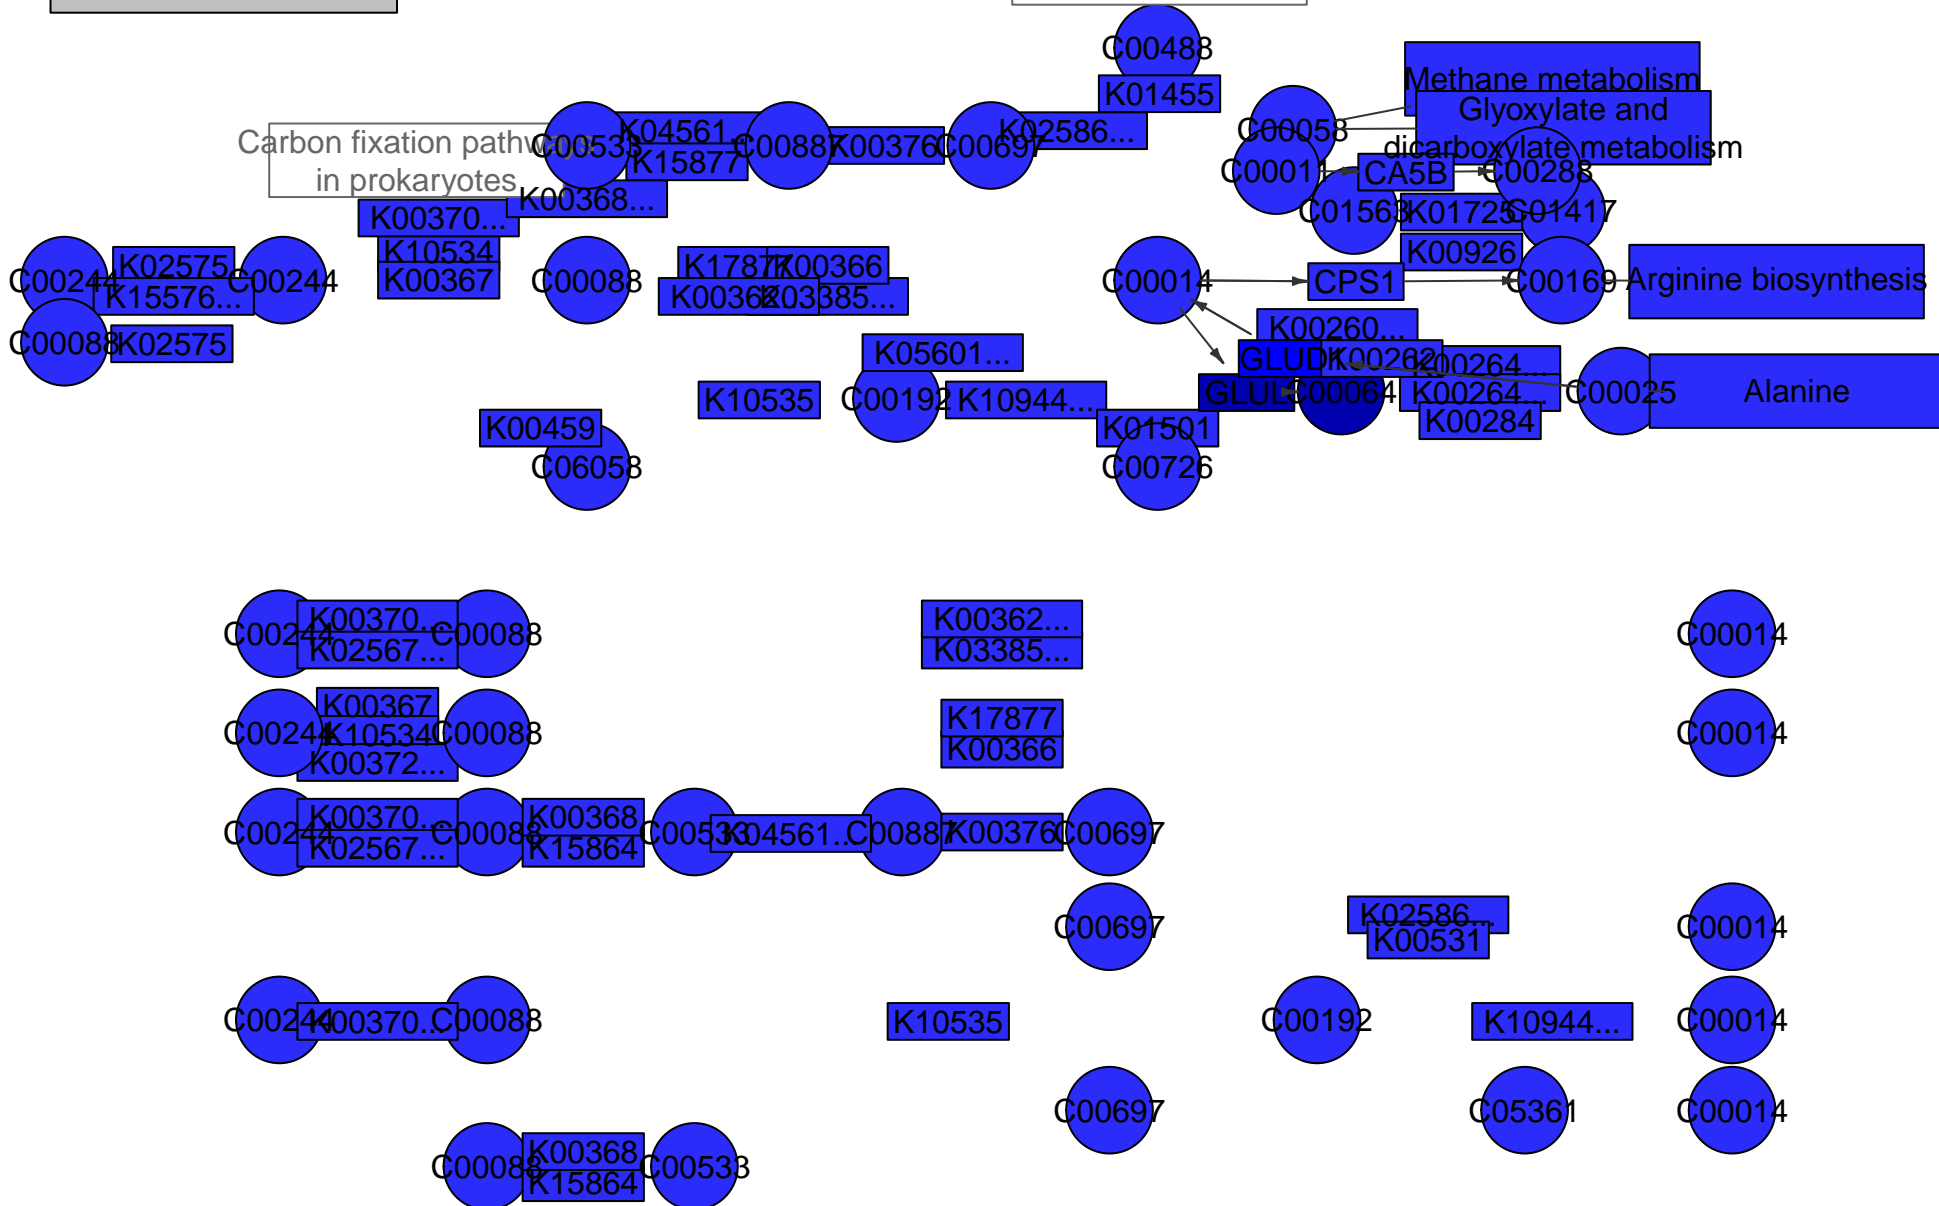 C00488
K01455
Methane metabolism
Glyoxylate and
dicarboxylate metabolism
C00058
Carbon fixation pathways
in prokaryotes
C00533
K04561...
K15877
C00887
K00376
C00697
K02586...
C00011
CA5B
C00288
C01563
K01725
C01417
K00368...
K00370...
K10534
K00367
K00926
C00244
K02575
K15576...
C00244
C00088
K17877
K00366
K00362...
K03385...
C00014
CPS1
C00169
Arginine biosynthesis
C00088
K02575
K05601...
K00260...
GLUD1
K00262
K00264...
K00264...
K00284
GLUL
C00064
C00025
Alanine
K10535
C00192
K10944...
K00459
C06058
K01501
C00726
C00244
K00370...
K02567...
C00088
K00362...
K03385...
C00014
C00244
K00367
K10534
K00372...
C00088
K17877
K00366
C00014
C00244
K00370...
K02567...
C00088
K00368
K15864
C00533
K04561...
C00887
K00376
C00697
C00697
K02586...
K00531
C00014
C00244
K00370...
C00088
K10535
C00192
K10944...
C00014
C00697
C05361
C00014
C00088
K00368
K15864
C00533